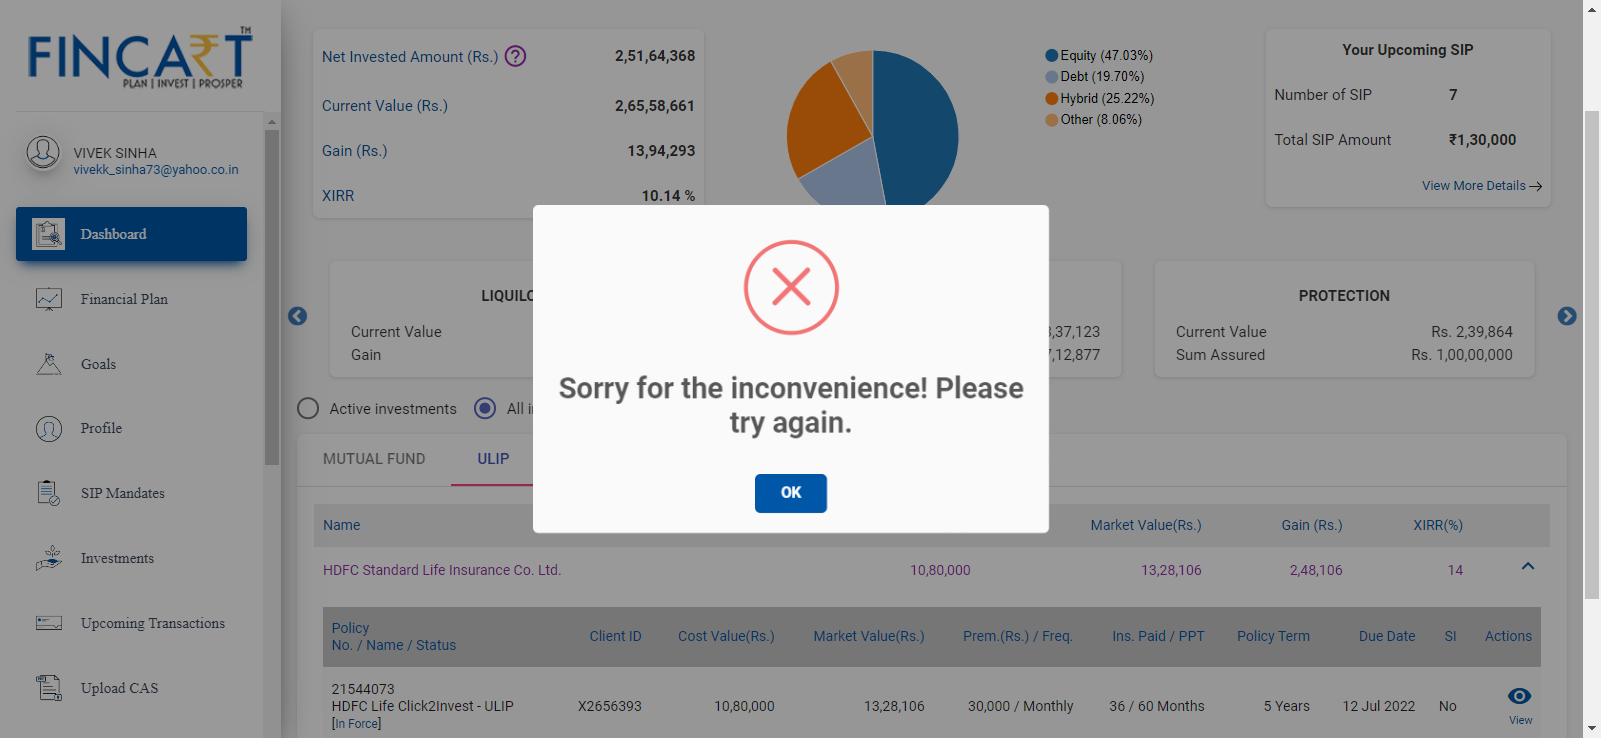 FINCART TM
PLAN | INVEST | PROSPER
VIVEK SINHA
vivekk_sinha73@yahoo.co.in
Dashboard
Financial Plan
Goals
Profile
SIP Mandates
Investments
Upcoming Transactions
Upload CAS
Net Invested Amount (Rs.) ? 2,51,64,368
Current Value (Rs.) 2,65,58,661
Gain (Rs.) 13,94,293
XIRR 10.14 %
Equity (47.03%)
Debt (19.70%)
Hybrid (25.22%)
Other (8.06%)
Your Upcoming SIP
Number of SIP 7
Total SIP Amount ₹1,30,000
View More Details →
Current Value
Gain
,37,123
,12,877
PROTECTION
Current Value Rs. 2,39,864
Sum Assured Rs. 1,00,00,000
Active investments All
Sorry for the inconvenience! Please
try again.
OK
MUTUAL FUND ULIP
Name Market Value(Rs.) Gain (Rs.) XIRR(%)
HDFC Standard Life Insurance Co. Ltd. 10,80,000 13,28,106 2,48,106 14
Policy
No. / Name / Status Client ID Cost Value(Rs.) Market Value(Rs.) Prem.(Rs.) / Freq. Ins. Paid / PPT Policy Term Due Date SI Actions
21544073
HDFC Life Click2Invest - ULIP X2656393 10,80,000 13,28,106 30,000 / Monthly 36 / 60 Months 5 Years 12 Jul 2022 No
[In Force] View